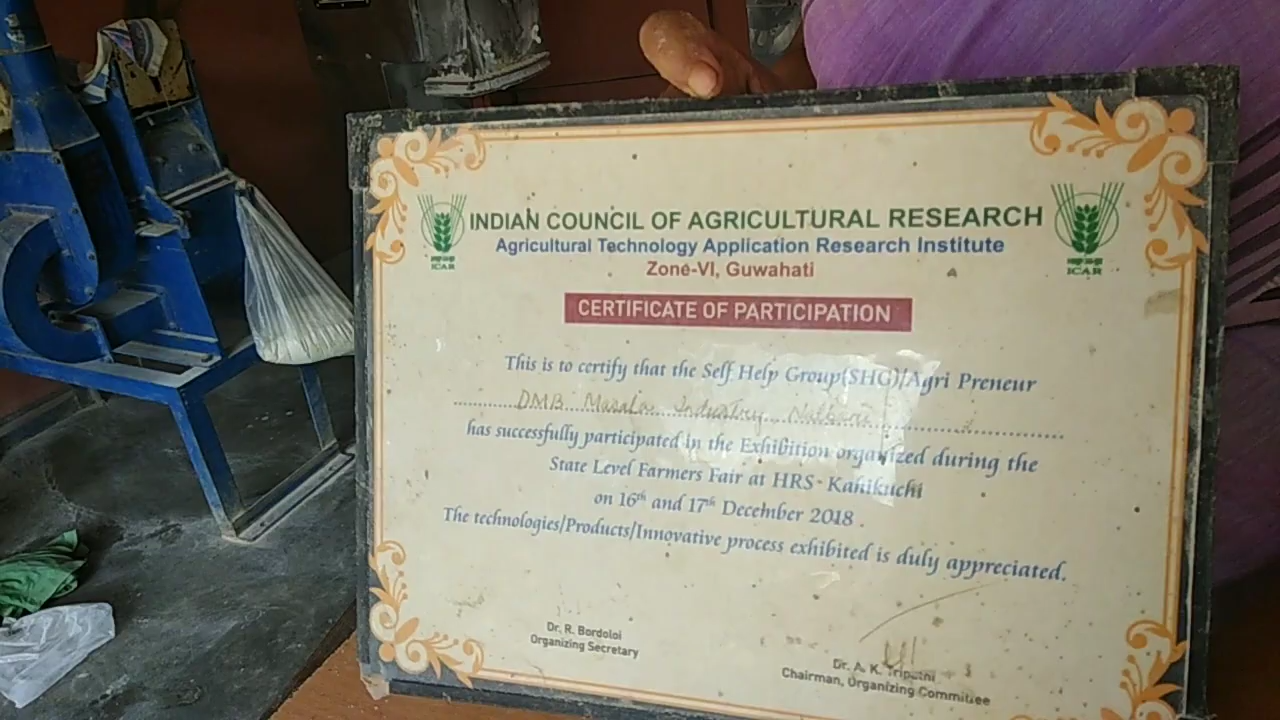 INDIAN COUNCIL OF AGRICULTURAL RESEARCH
Agricultural Technology Application Research Institute
Zone-VI, Guwahati
ICAR
ICAR
CERTIFICATE OF PARTICIPATION
This is to certify that the Self Help Group(SHG)/Agri Preneur
DMB Masala Industry Nalbari
has successfully participated in the Exhibition organized during the
State Level Farmers Fair at HRS- Kahikuchi
on 16th and 17th December 2018 .
The technologies/Products/Innovative process exhibited is duly appreciated.
Dr. R. Bordoloi
Organizing Secretary
Dr. A. K. Tripathi
Chairman, Organizing Committee